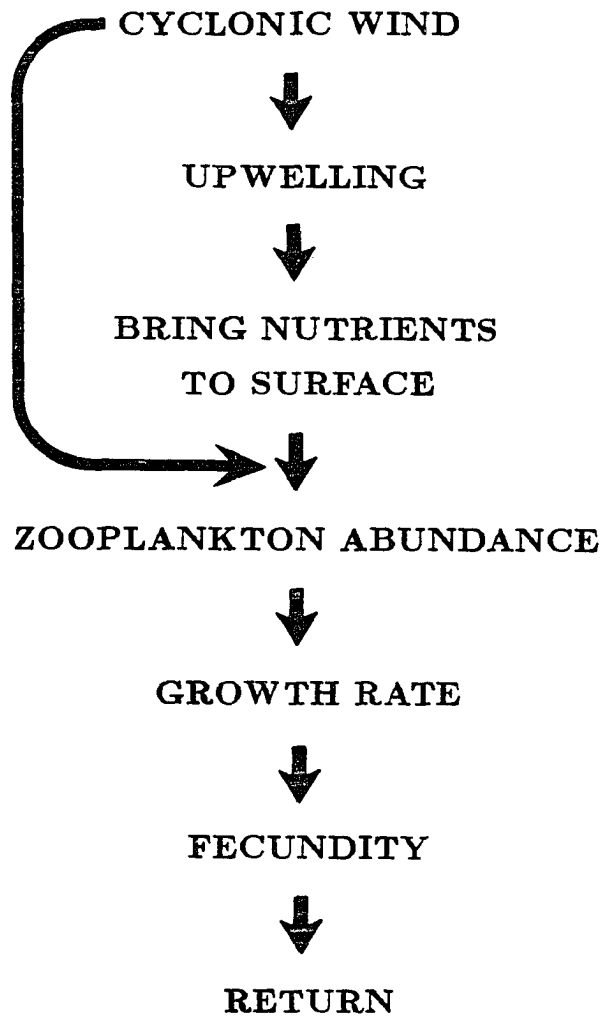 CYCLONIC WIND
UPWELLING
BRING NUTRIENTS
TO SURFACE
ZOOPLANKTON ABUNDANCE
GROWTH RATE
FECUNDITY
RETURN